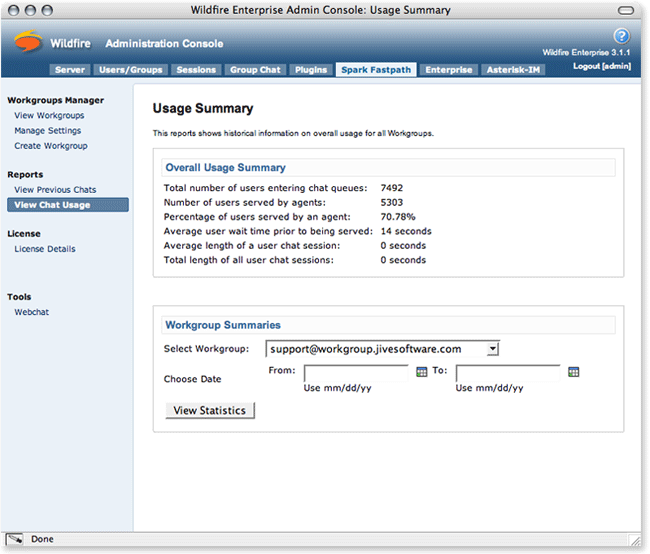 Wildfire Enterprise Admin Console: Usage Summary
Wildfire Administration Console
?
Wildfire Enterprise 3.1.1
Logout [admin]
Server Users/Groups Sessions Group Chat Plugins Spark Fastpath Enterprise Asterisk-IM
Workgroups Manager
View Workgroups
Manage Settings
Create Workgroup
Reports
View Previous Chats
View Chat Usage
License
License Details
Tools
Webchat
Usage Summary
This reports shows historical information on overall usage for all Workgroups.
Overall Usage Summary
Total number of users entering chat queues: 7492
Number of users served by agents: 5303
Percentage of users served by an agent: 70.78%
Average user wait time prior to being served: 14 seconds
Average length of a user chat session: 0 seconds
Total length of all user chat sessions: 0 seconds
Workgroup Summaries
Select Workgroup: support@workgroup.jivesoftware.com
Choose Date From: To:
Use mm/dd/yy Use mm/dd/yy
View Statistics
Done